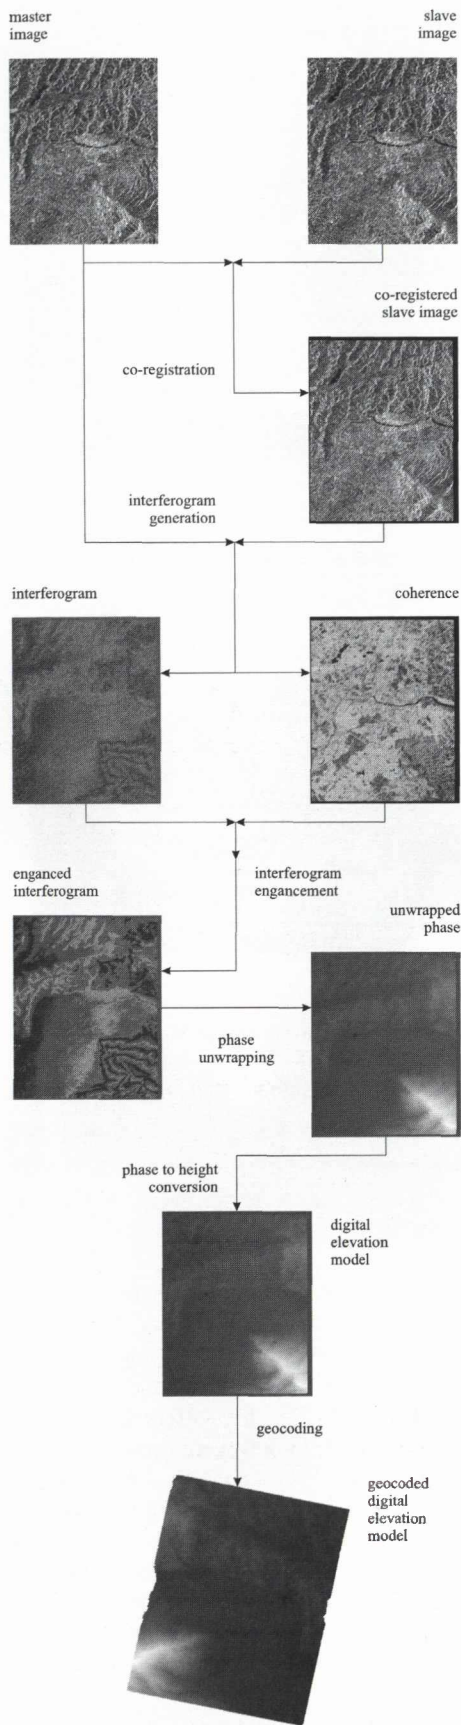 master
image
slave
image
co-registered
slave image
co-registration
interferogram
generation
interferogram
coherence
enganced
interferogram
interferogram
engancement
unwrapped
phase
phase
unwrapping
phase to height
conversion
digital
elevation
model
geocoding
geocoded
digital
elevation
model